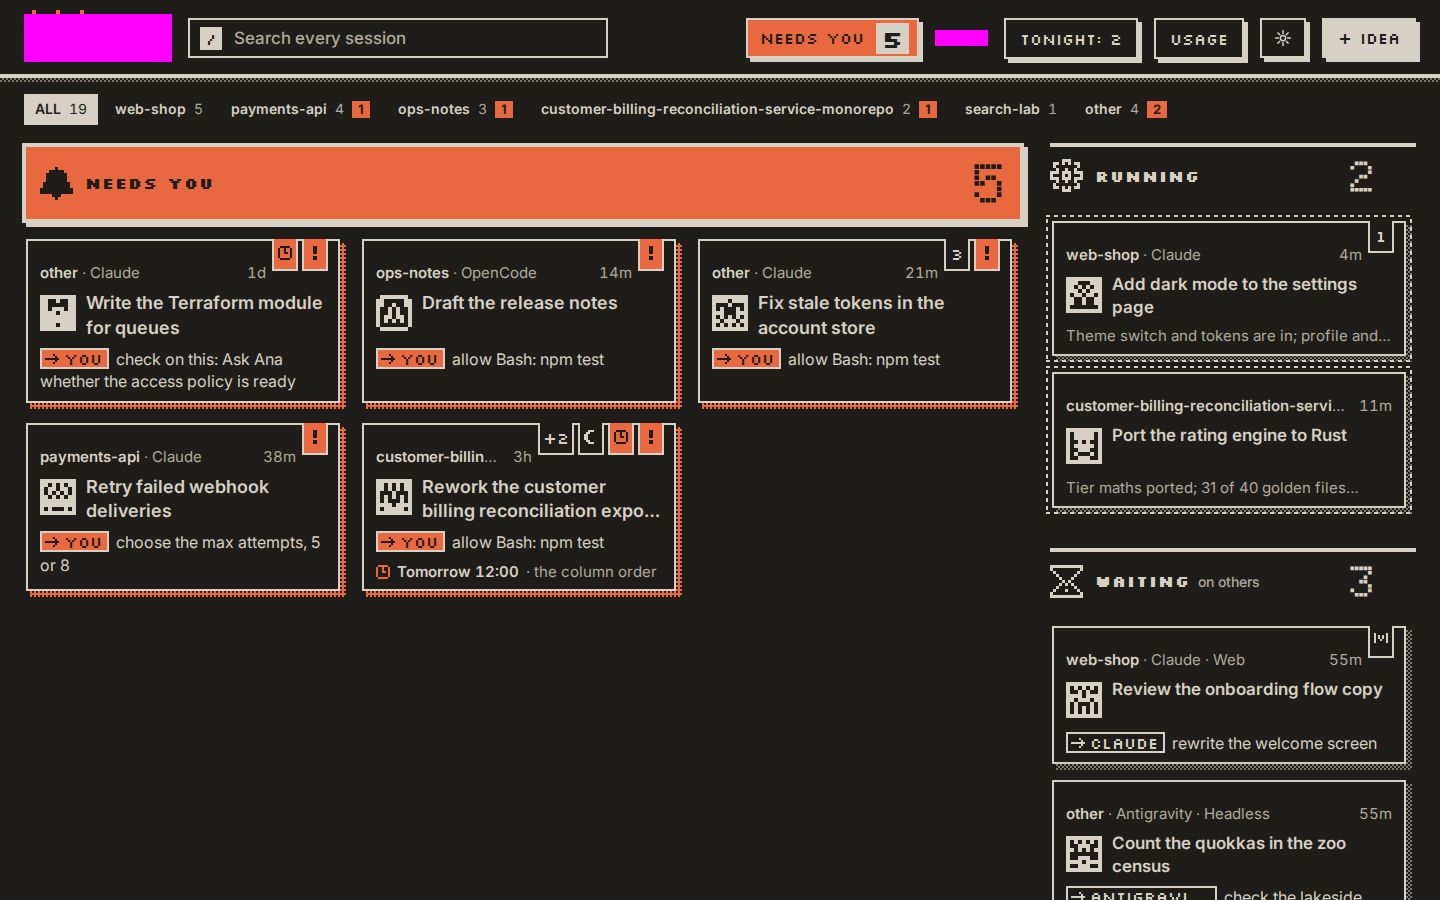 / Search every session
NEEDS YOU 5
TONIGHT: 2
USAGE
+ IDEA
ALL 19
web-shop 5
payments-api 4 1
ops-notes 3 1
customer-billing-reconciliation-service-monorepo 2 1
search-lab 1
other 4 2
NEEDS YOU 5
other · Claude 1d !
Write the Terraform module
for queues
→ YOU check on this: Ask Ana
whether the access policy is ready
ops-notes · OpenCode 14m !
Draft the release notes
→ YOU allow Bash: npm test
other · Claude 21m 3 !
Fix stale tokens in the
account store
→ YOU allow Bash: npm test
payments-api · Claude 38m !
Retry failed webhook
deliveries
→ YOU choose the max attempts, 5
or 8
customer-billin... 3h +2 !
Rework the customer
billing reconciliation expo...
→ YOU allow Bash: npm test
Tomorrow 12:00 · the column order
RUNNING 2
web-shop · Claude 4m 1
Add dark mode to the settings
page
Theme switch and tokens are in; profile and...
customer-billing-reconciliation-servi... 11m
Port the rating engine to Rust
Tier maths ported; 31 of 40 golden files...
WAITING on others 3
web-shop · Claude · Web 55m
Review the onboarding flow copy
→ CLAUDE rewrite the welcome screen
other · Antigravity · Headless 55m
Count the quokkas in the zoo
census
→ ANTIGRAVI... check the lakeside